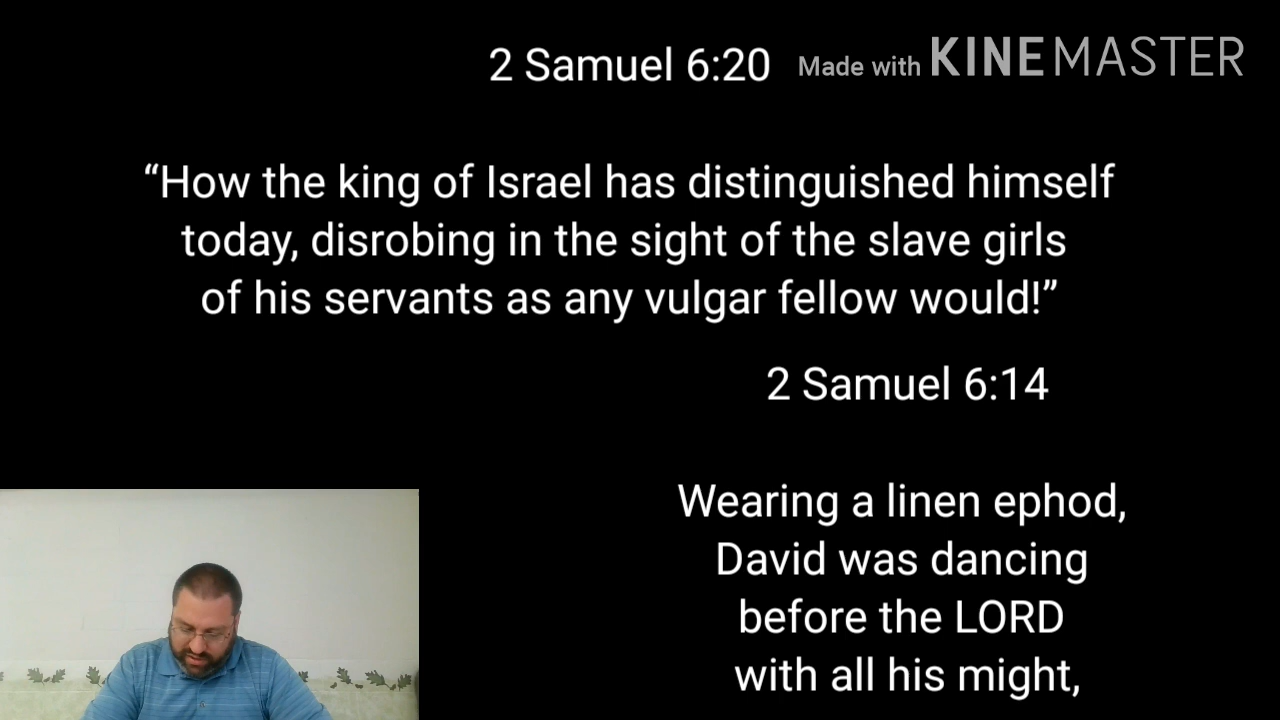 2 Samuel 6:20
Made with KINEMASTER
“How the king of Israel has distinguished himself
today, disrobing in the sight of the slave girls
of his servants as any vulgar fellow would!”
2 Samuel 6:14
Wearing a linen ephod,
David was dancing
before the LORD
with all his might,